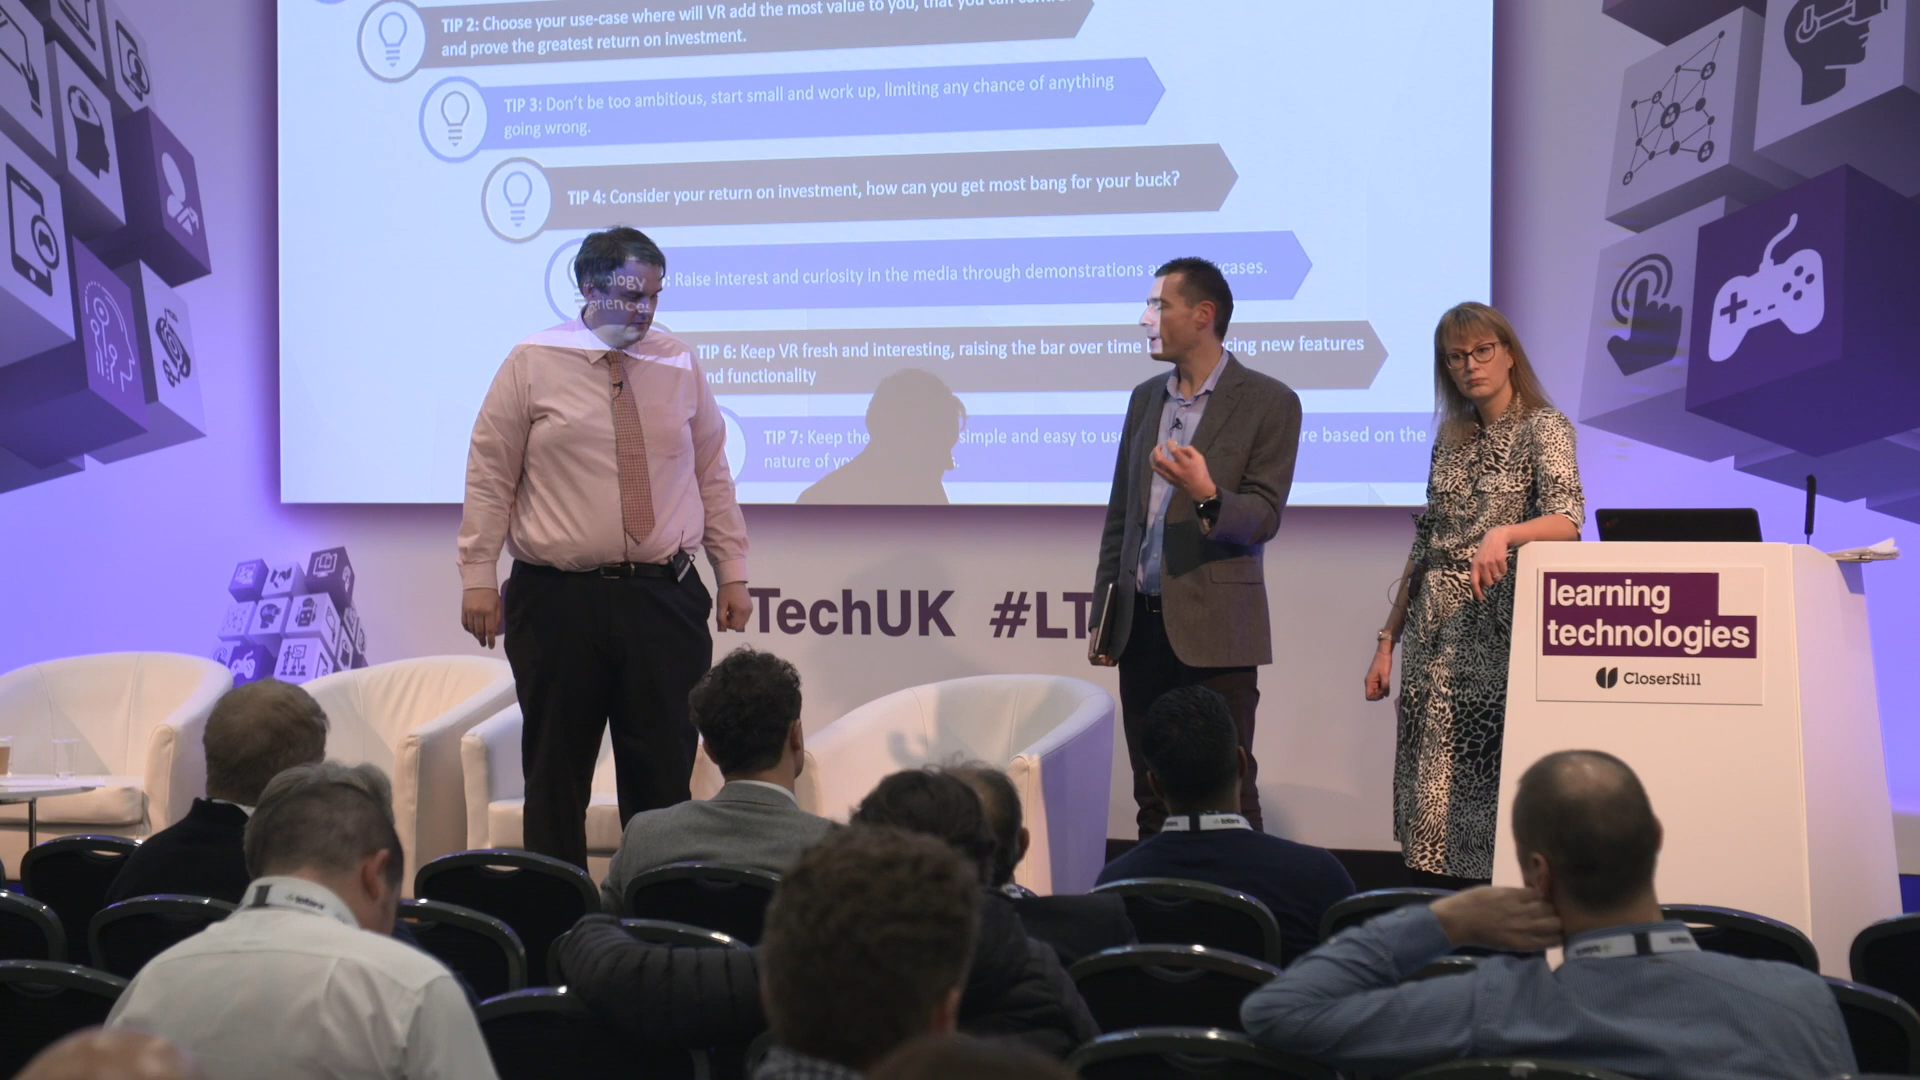 TIP 2: Choose your use-case where will VR add the most value to you, that you can
and prove the greatest return on investment.
TIP 3: Don't be too ambitious, start small and work up, limiting any chance of anything
going wrong.
TIP 4: Consider your return on investment, how can you get most bang for your buck?
: Raise interest and curiosity in the media through demonstrations
cases.
TIP 6: Keep VR fresh and interesting, raising the bar over time
cing new features
nd functionality
TIP 7: Keep the
simple and easy to use
re based on the
nature of
TechUK #LT
learning
technologies
CloserStill